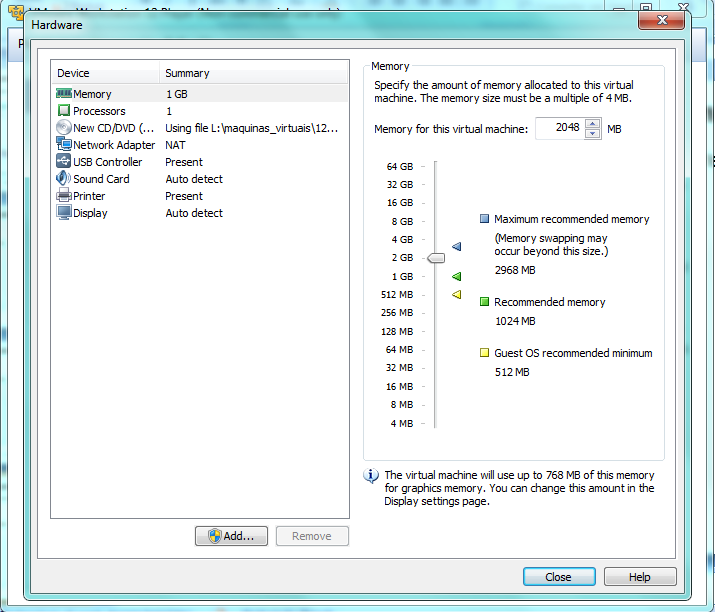 Hardware
Device Summary
Memory 1 GB
Processors 1
New CD/DVD (... Using file L:\maquinas_virtuais\12...
Network Adapter NAT
USB Controller Present
Sound Card Auto detect
Printer Present
Display Auto detect
Add...
Remove
Memory
Specify the amount of memory allocated to this virtual
machine. The memory size must be a multiple of 4 MB.
Memory for this virtual machine: 2048 MB
64 GB
32 GB
16 GB
8 GB
4 GB
2 GB
1 GB
512 MB
256 MB
128 MB
64 MB
32 MB
16 MB
8 MB
4 MB
Maximum recommended memory
(Memory swapping may
occur beyond this size.)
2968 MB
Recommended memory
1024 MB
Guest OS recommended minimum
512 MB
The virtual machine will use up to 768 MB of this memory
for graphics memory. You can change this amount in the
Display settings page.
Close
Help